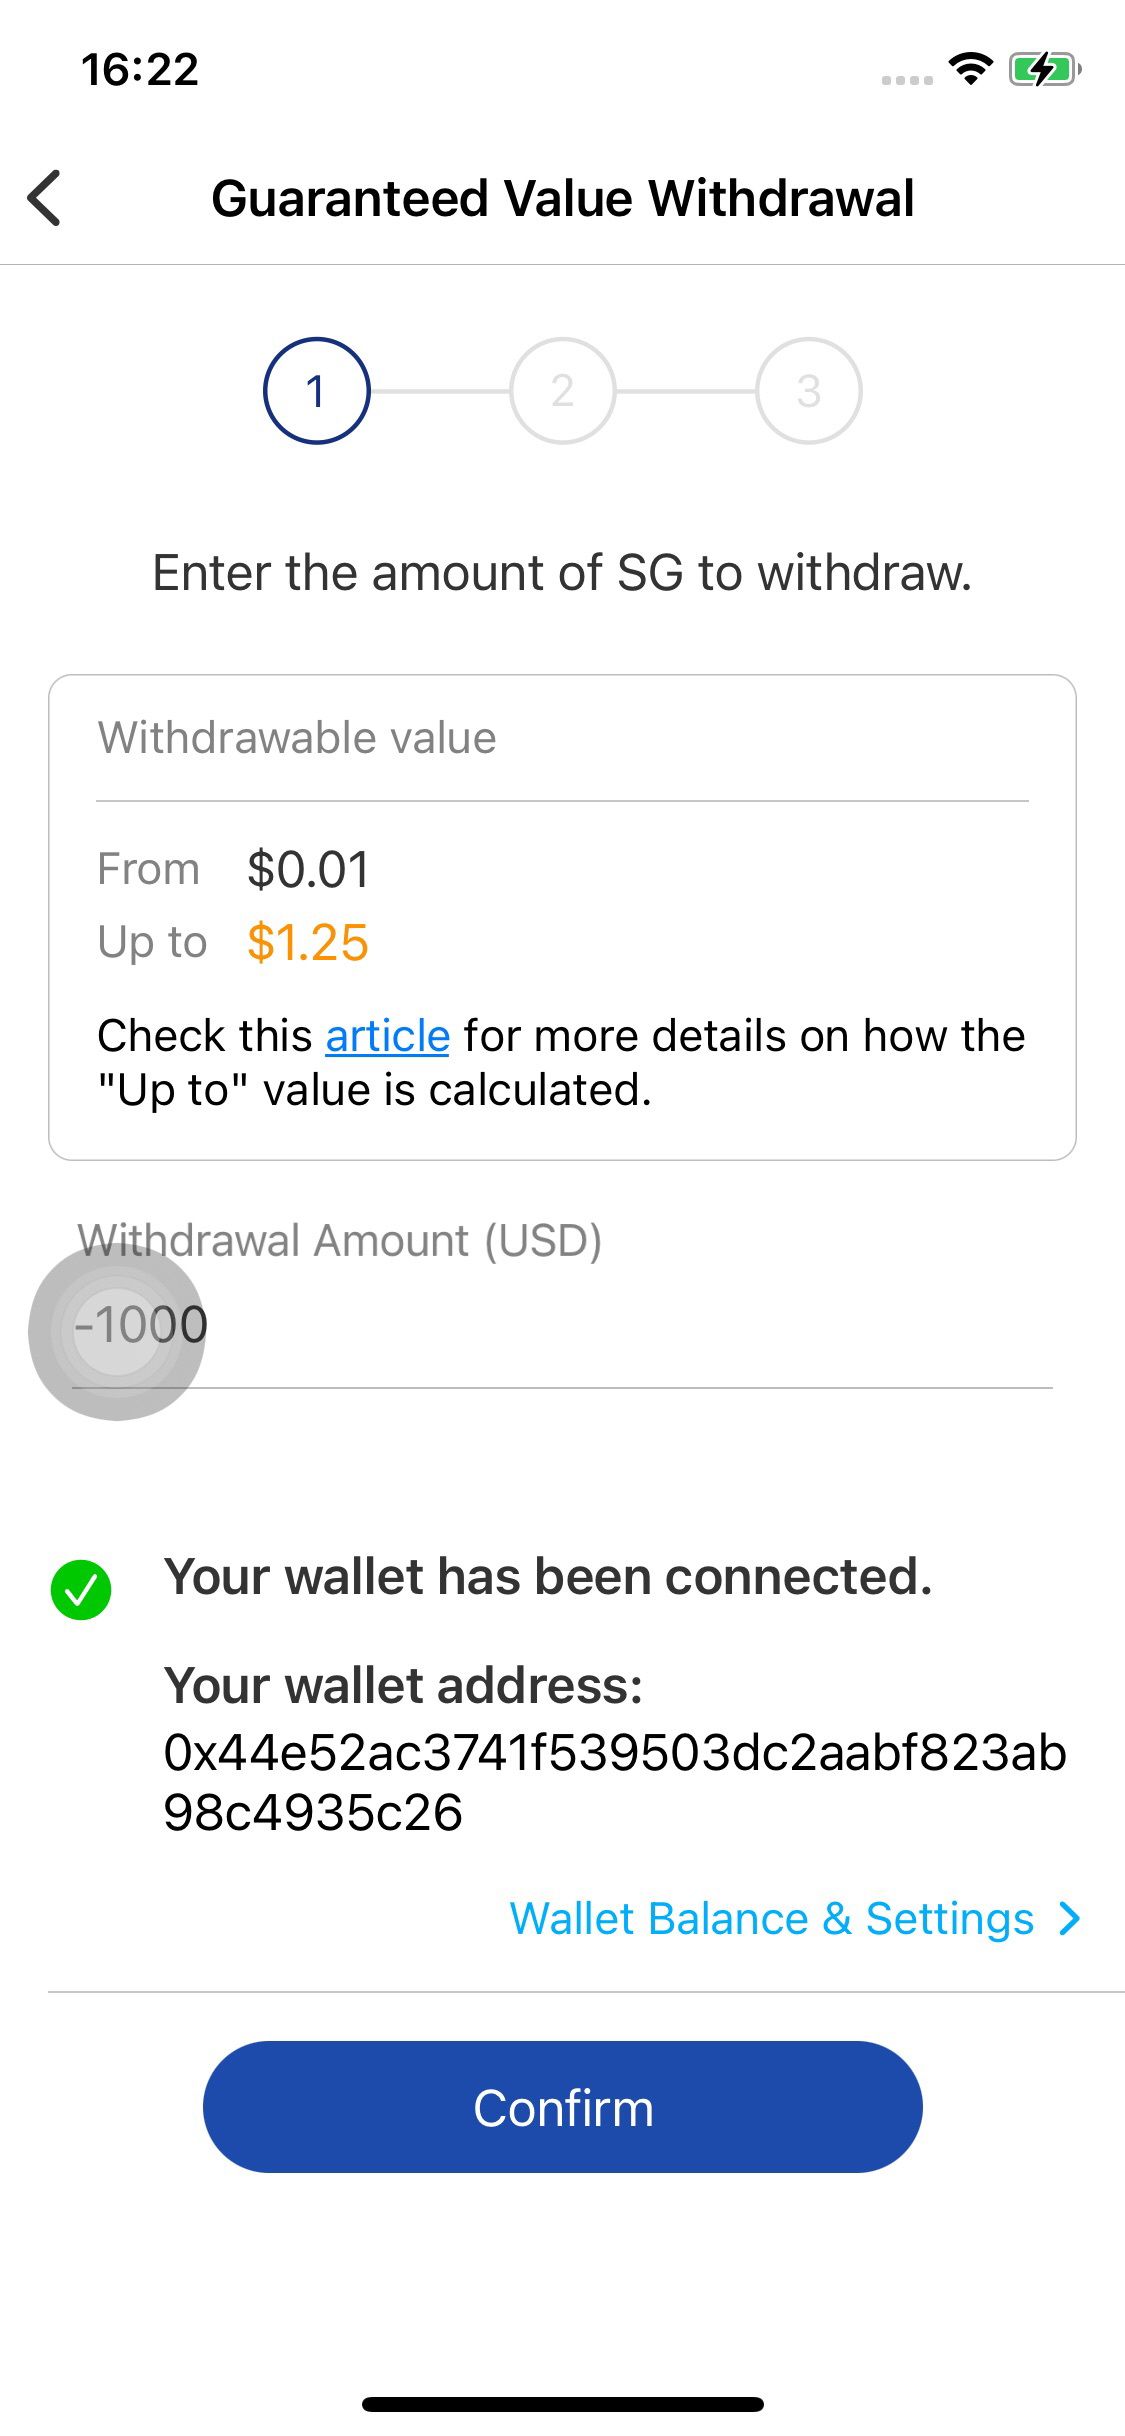 16:22
Guaranteed Value Withdrawal
1
2
3
Enter the amount of SG to withdraw.
Withdrawable value
From $0.01
Up to $1.25
Check this article for more details on how the
"Up to" value is calculated.
Withdrawal Amount (USD)
-1000
Your wallet has been connected.
Your wallet address:
0x44e52ac3741f539503dc2aabf823ab
98c4935c26
Wallet Balance & Settings
Confirm